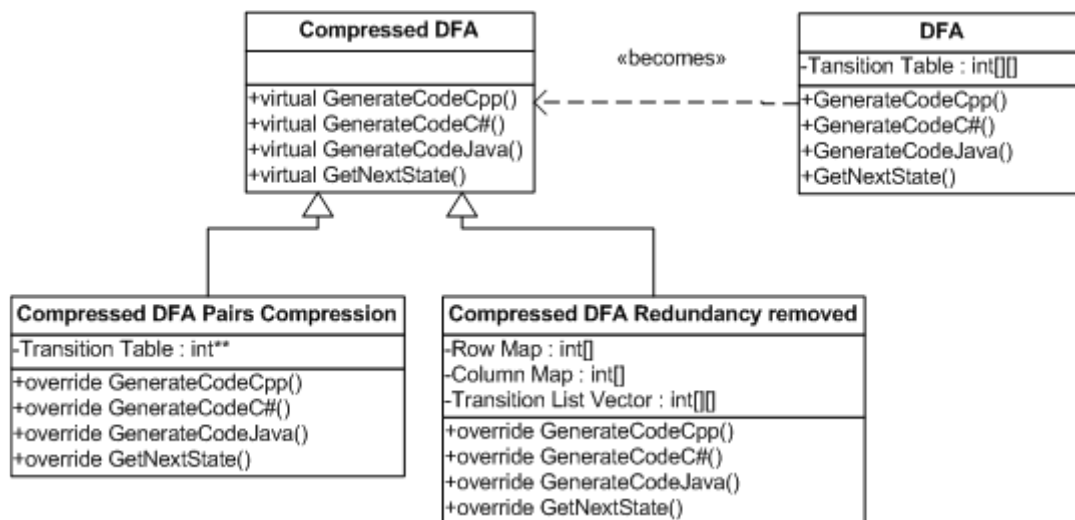 Compressed DFA
+virtual GenerateCodeCpp()
+virtual GenerateCodeC#()
+virtual GenerateCodeJava()
+virtual GetNextState()
«becomes»
DFA
-Tansition Table : int[][]
+GenerateCodeCpp()
+GenerateCodeC#()
+GenerateCodeJava()
+GetNextState()
Compressed DFA Pairs Compression
-Transition Table : int**
+override GenerateCodeCpp()
+override GenerateCodeC#()
+override GenerateCodeJava()
+override GetNextState()
Compressed DFA Redundancy removed
-Row Map : int[]
-Column Map : int[]
-Transition List Vector : int[][]
+override GenerateCodeCpp()
+override GenerateCodeC#()
+override GenerateCodeJava()
+override GetNextState()